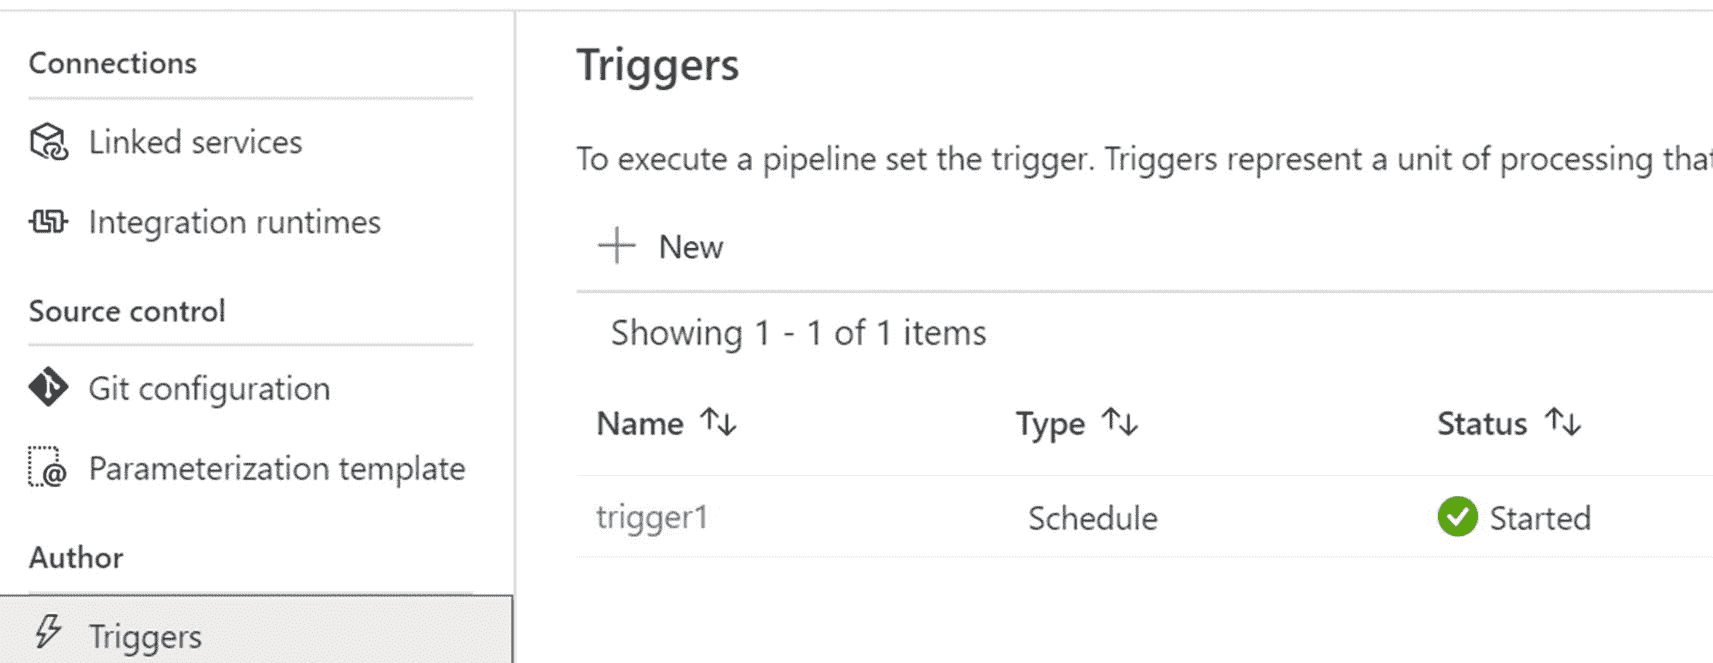 Connections
Linked services
Integration runtimes
Source control
Git configuration
Parameterization template
Author
Triggers
Triggers
To execute a pipeline set the trigger. Triggers represent a unit of processing that
New
Showing 1 - 1 of 1 items
Name Type Status
trigger1 Schedule Started